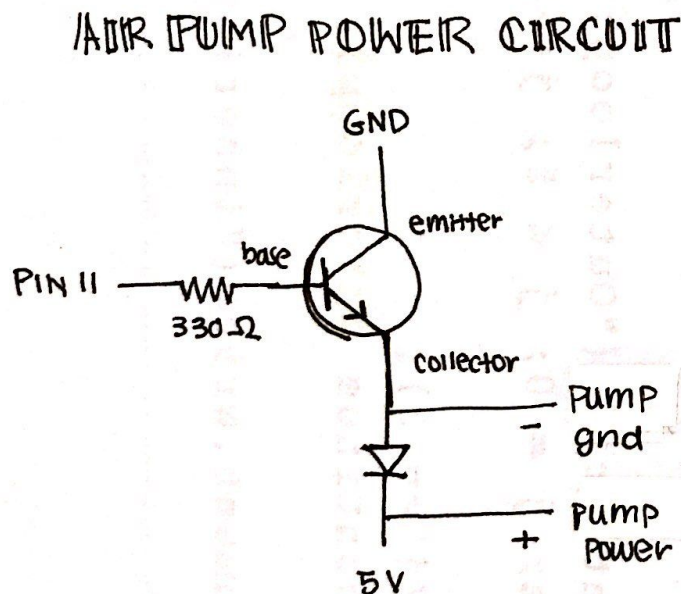 AIR PUMP POWER CIRCUIT
GND
emitter
base
PIN 11
330Ω
collector
PUMP
gnd
-
PUMP
POWER
+
5V